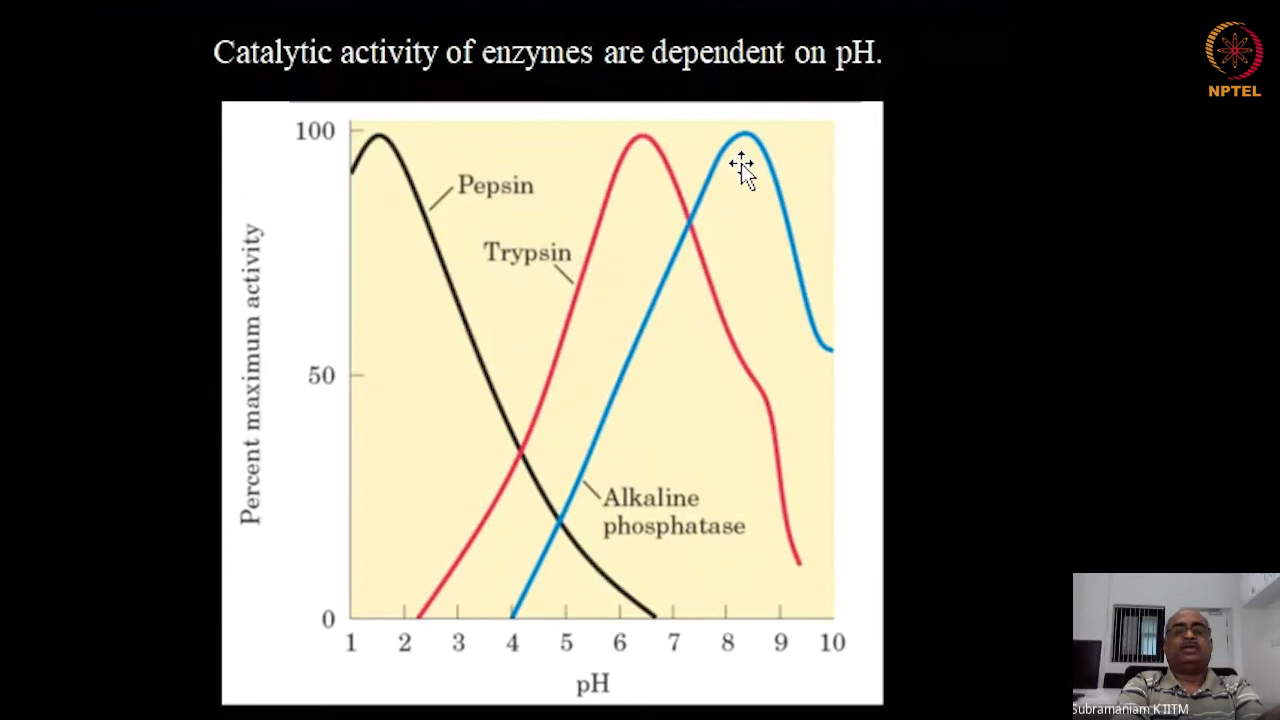 Catalytic activity of enzymes are dependent on pH.
NPTEL
100
Pepsin
Trypsin
50
Percent maximum activity
Alkaline
phosphatase
0
1 2 3 4 5 6 7 8 9 10
pH
Subramaniam K IITM